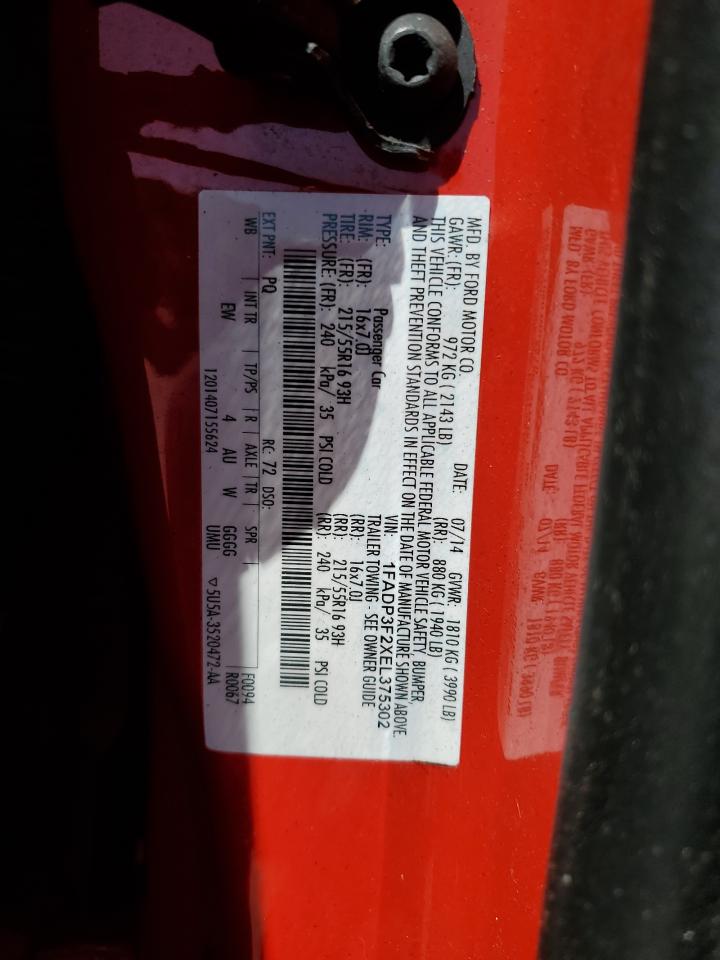 MFD. BY FORD MOTOR CO. DATE: 07/14 GVWR: 1810 KG ( 3990 LB)
GAWR: (FR): 972 KG ( 2143 LB) (RR): 880 KG ( 1940 LB)
THIS VEHICLE CONFORMS TO ALL APPLICABLE FEDERAL MOTOR VEHICLE SAFETY, BUMPER,
AND THEFT PREVENTION STANDARDS IN EFFECT ON THE DATE OF MANUFACTURE SHOWN ABOVE.
VIN: 1FADP3F2XEL375302
TYPE: Passenger Car TRAILER TOWING - SEE OWNER GUIDE
RIM: (FR): 16x7.0J (RR): 16x7.0J
TIRE: (FR): 215/55R16 93H (RR): 215/55R16 93H
PRESSURE: (FR): 240 kPa/ 35 PSI COLD (RR): 240 kPa/ 35 PSI COLD
EXT PNT: PQ RC: 72 DSO: F0094
WB INT TR TP/PS R AXLE TR SPR R0067
EW 4 AU W GGGG
UMU
1201407155624 ▽5U5A-3520472-AA